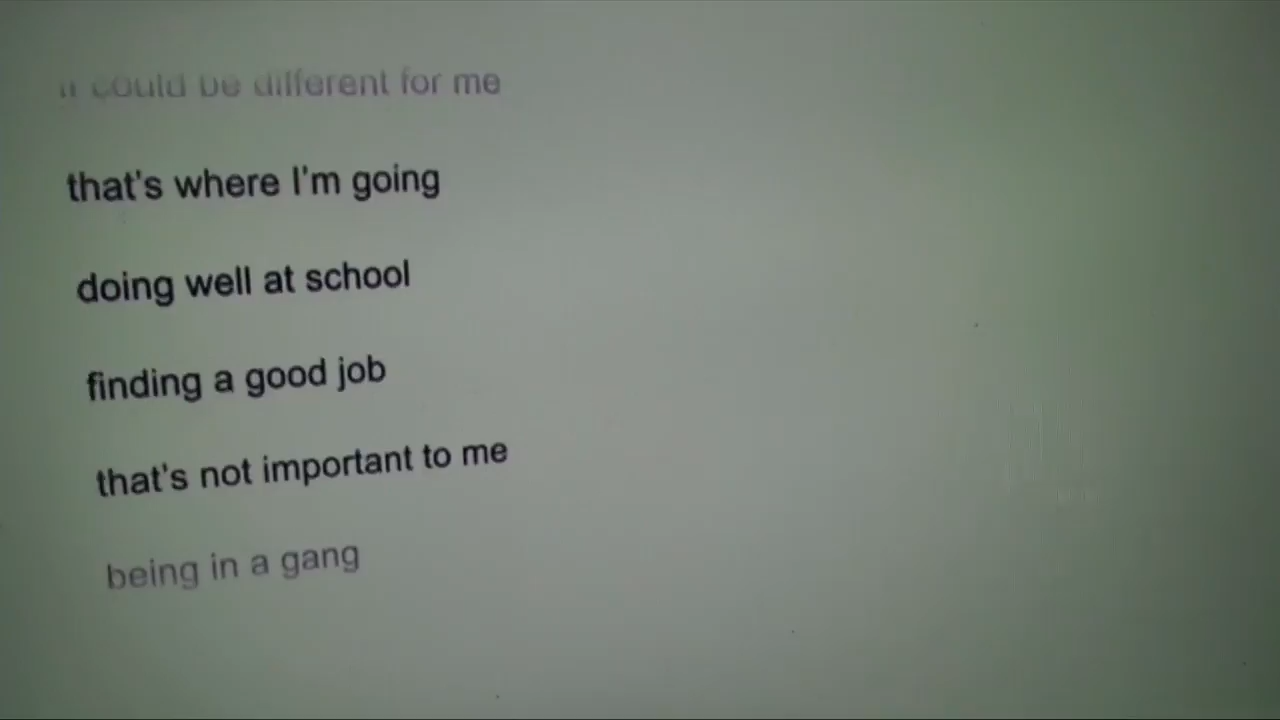 it could be different for me
that's where I'm going
doing well at school
finding a good job
that's not important to me
being in a gang